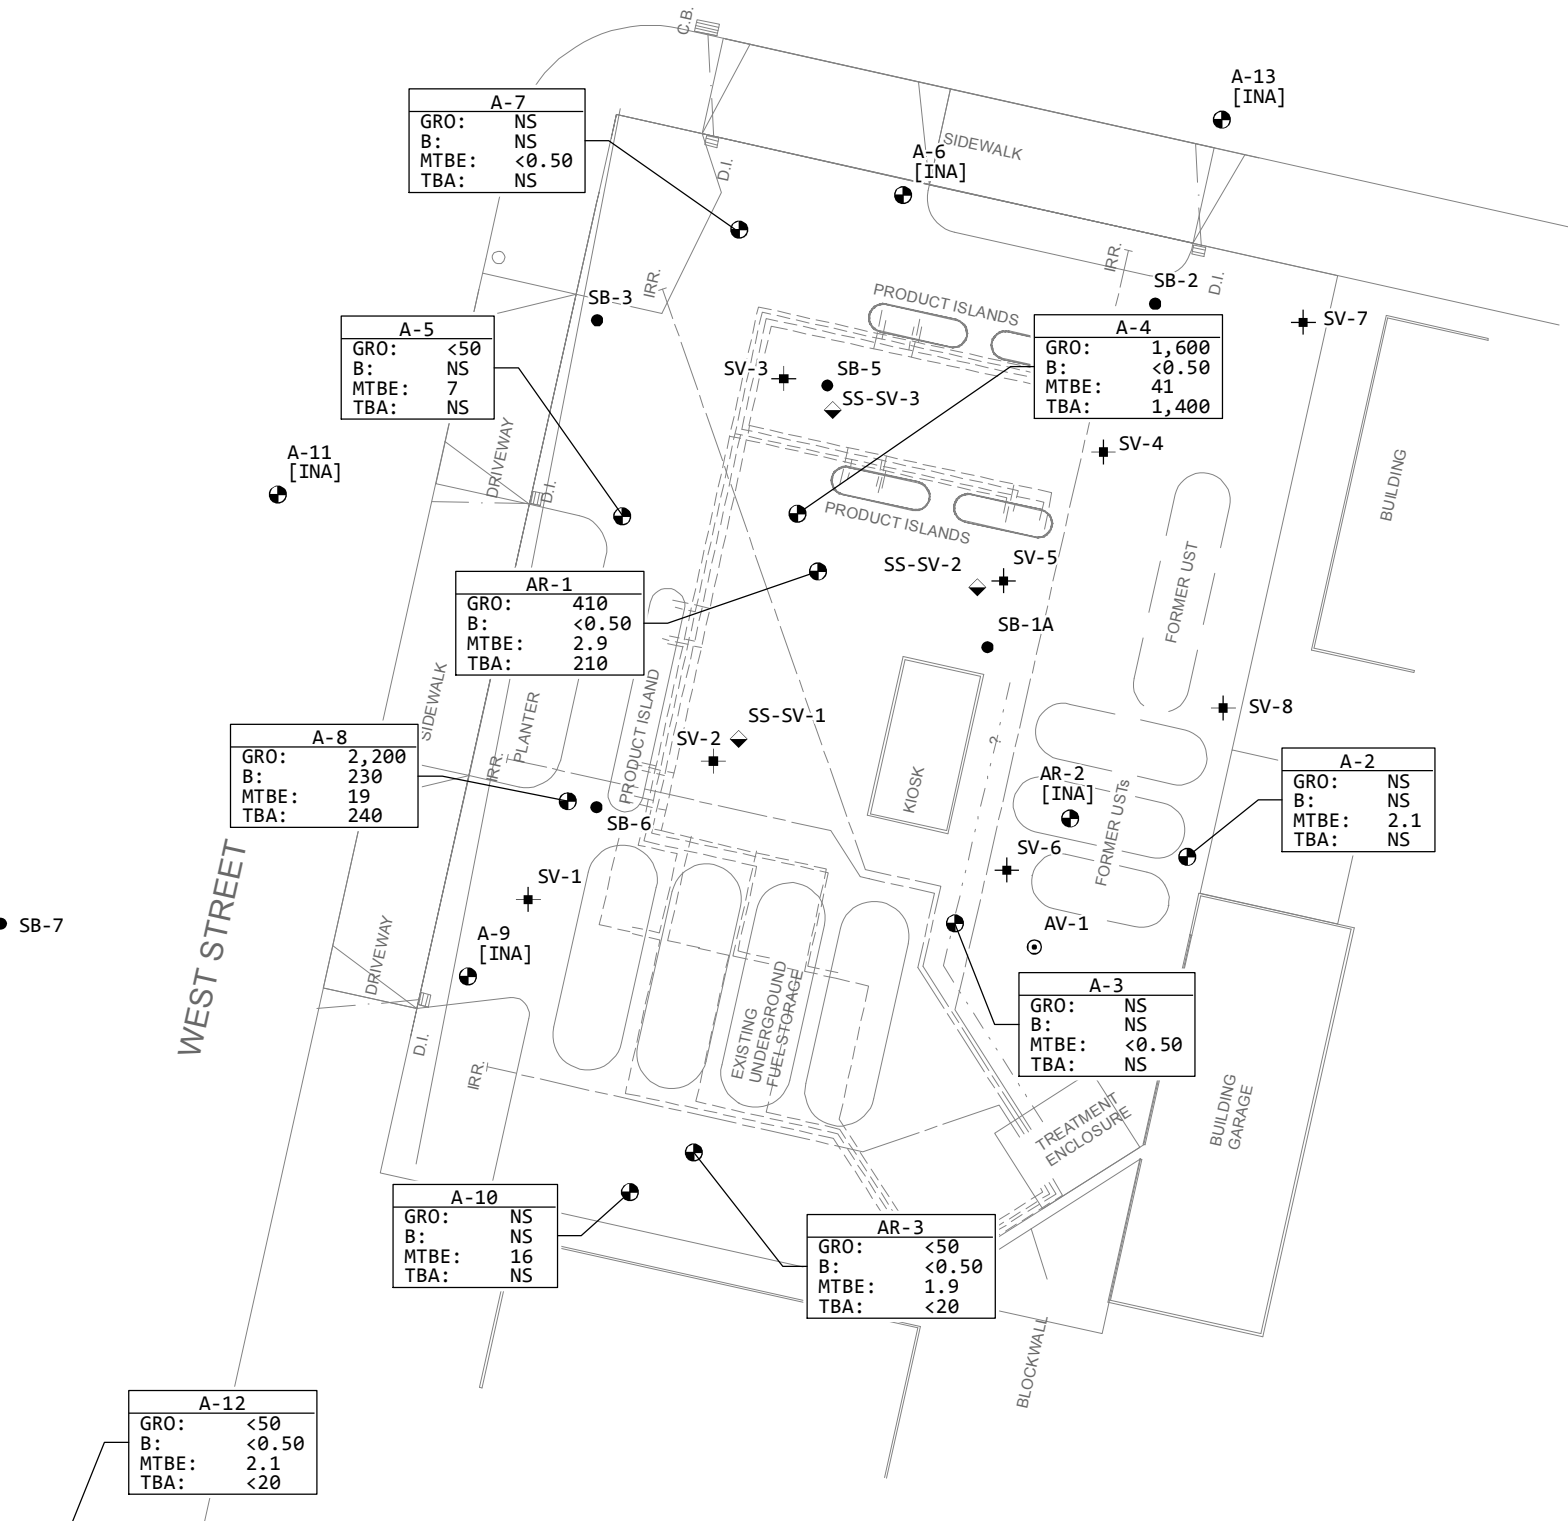 C.B.
A-13
[INA]
A-7
GRO: NS
B: NS
MTBE: <0.50
TBA: NS
SIDEWALK
A-6
[INA]
D.I.
IRR.
IRR.
D.I.
SB-3
SB-2
PRODUCT ISLANDS
SV-7
A-5
GRO: <50
B: NS
MTBE: 7
TBA: NS
A-4
GRO: 1,600
B: <0.50
MTBE: 41
TBA: 1,400
SV-3
SB-5
SS-SV-3
SV-4
A-11
[INA]
DRIVEWAY
D.I.
BUILDING
PRODUCT ISLANDS
SS-SV-2
SV-5
FORMER UST
AR-1
GRO: 410
B: <0.50
MTBE: 2.9
TBA: 210
SB-1A
SIDEWALK
PLANTER
IRR.
PRODUCT ISLAND
SS-SV-1
SV-2
SV-8
?
A-8
GRO: 2,200
B: 230
MTBE: 19
TBA: 240
KIOSK
AR-2
[INA]
FORMER USTs
A-2
GRO: NS
B: NS
MTBE: 2.1
TBA: NS
SB-6
SV-6
SV-1
SB-7
WEST STREET
DRIVEWAY
A-9
[INA]
AV-1
A-3
GRO: NS
B: NS
MTBE: <0.50
TBA: NS
D.I.
IRR.
EXISTING
UNDERGROUND
FUEL STORAGE
TREATMENT
ENCLOSURE
BUILDING
GARAGE
A-10
GRO: NS
B: NS
MTBE: 16
TBA: NS
AR-3
GRO: <50
B: <0.50
MTBE: 1.9
TBA: <20
BLOCKWALL
A-12
GRO: <50
B: <0.50
MTBE: 2.1
TBA: <20